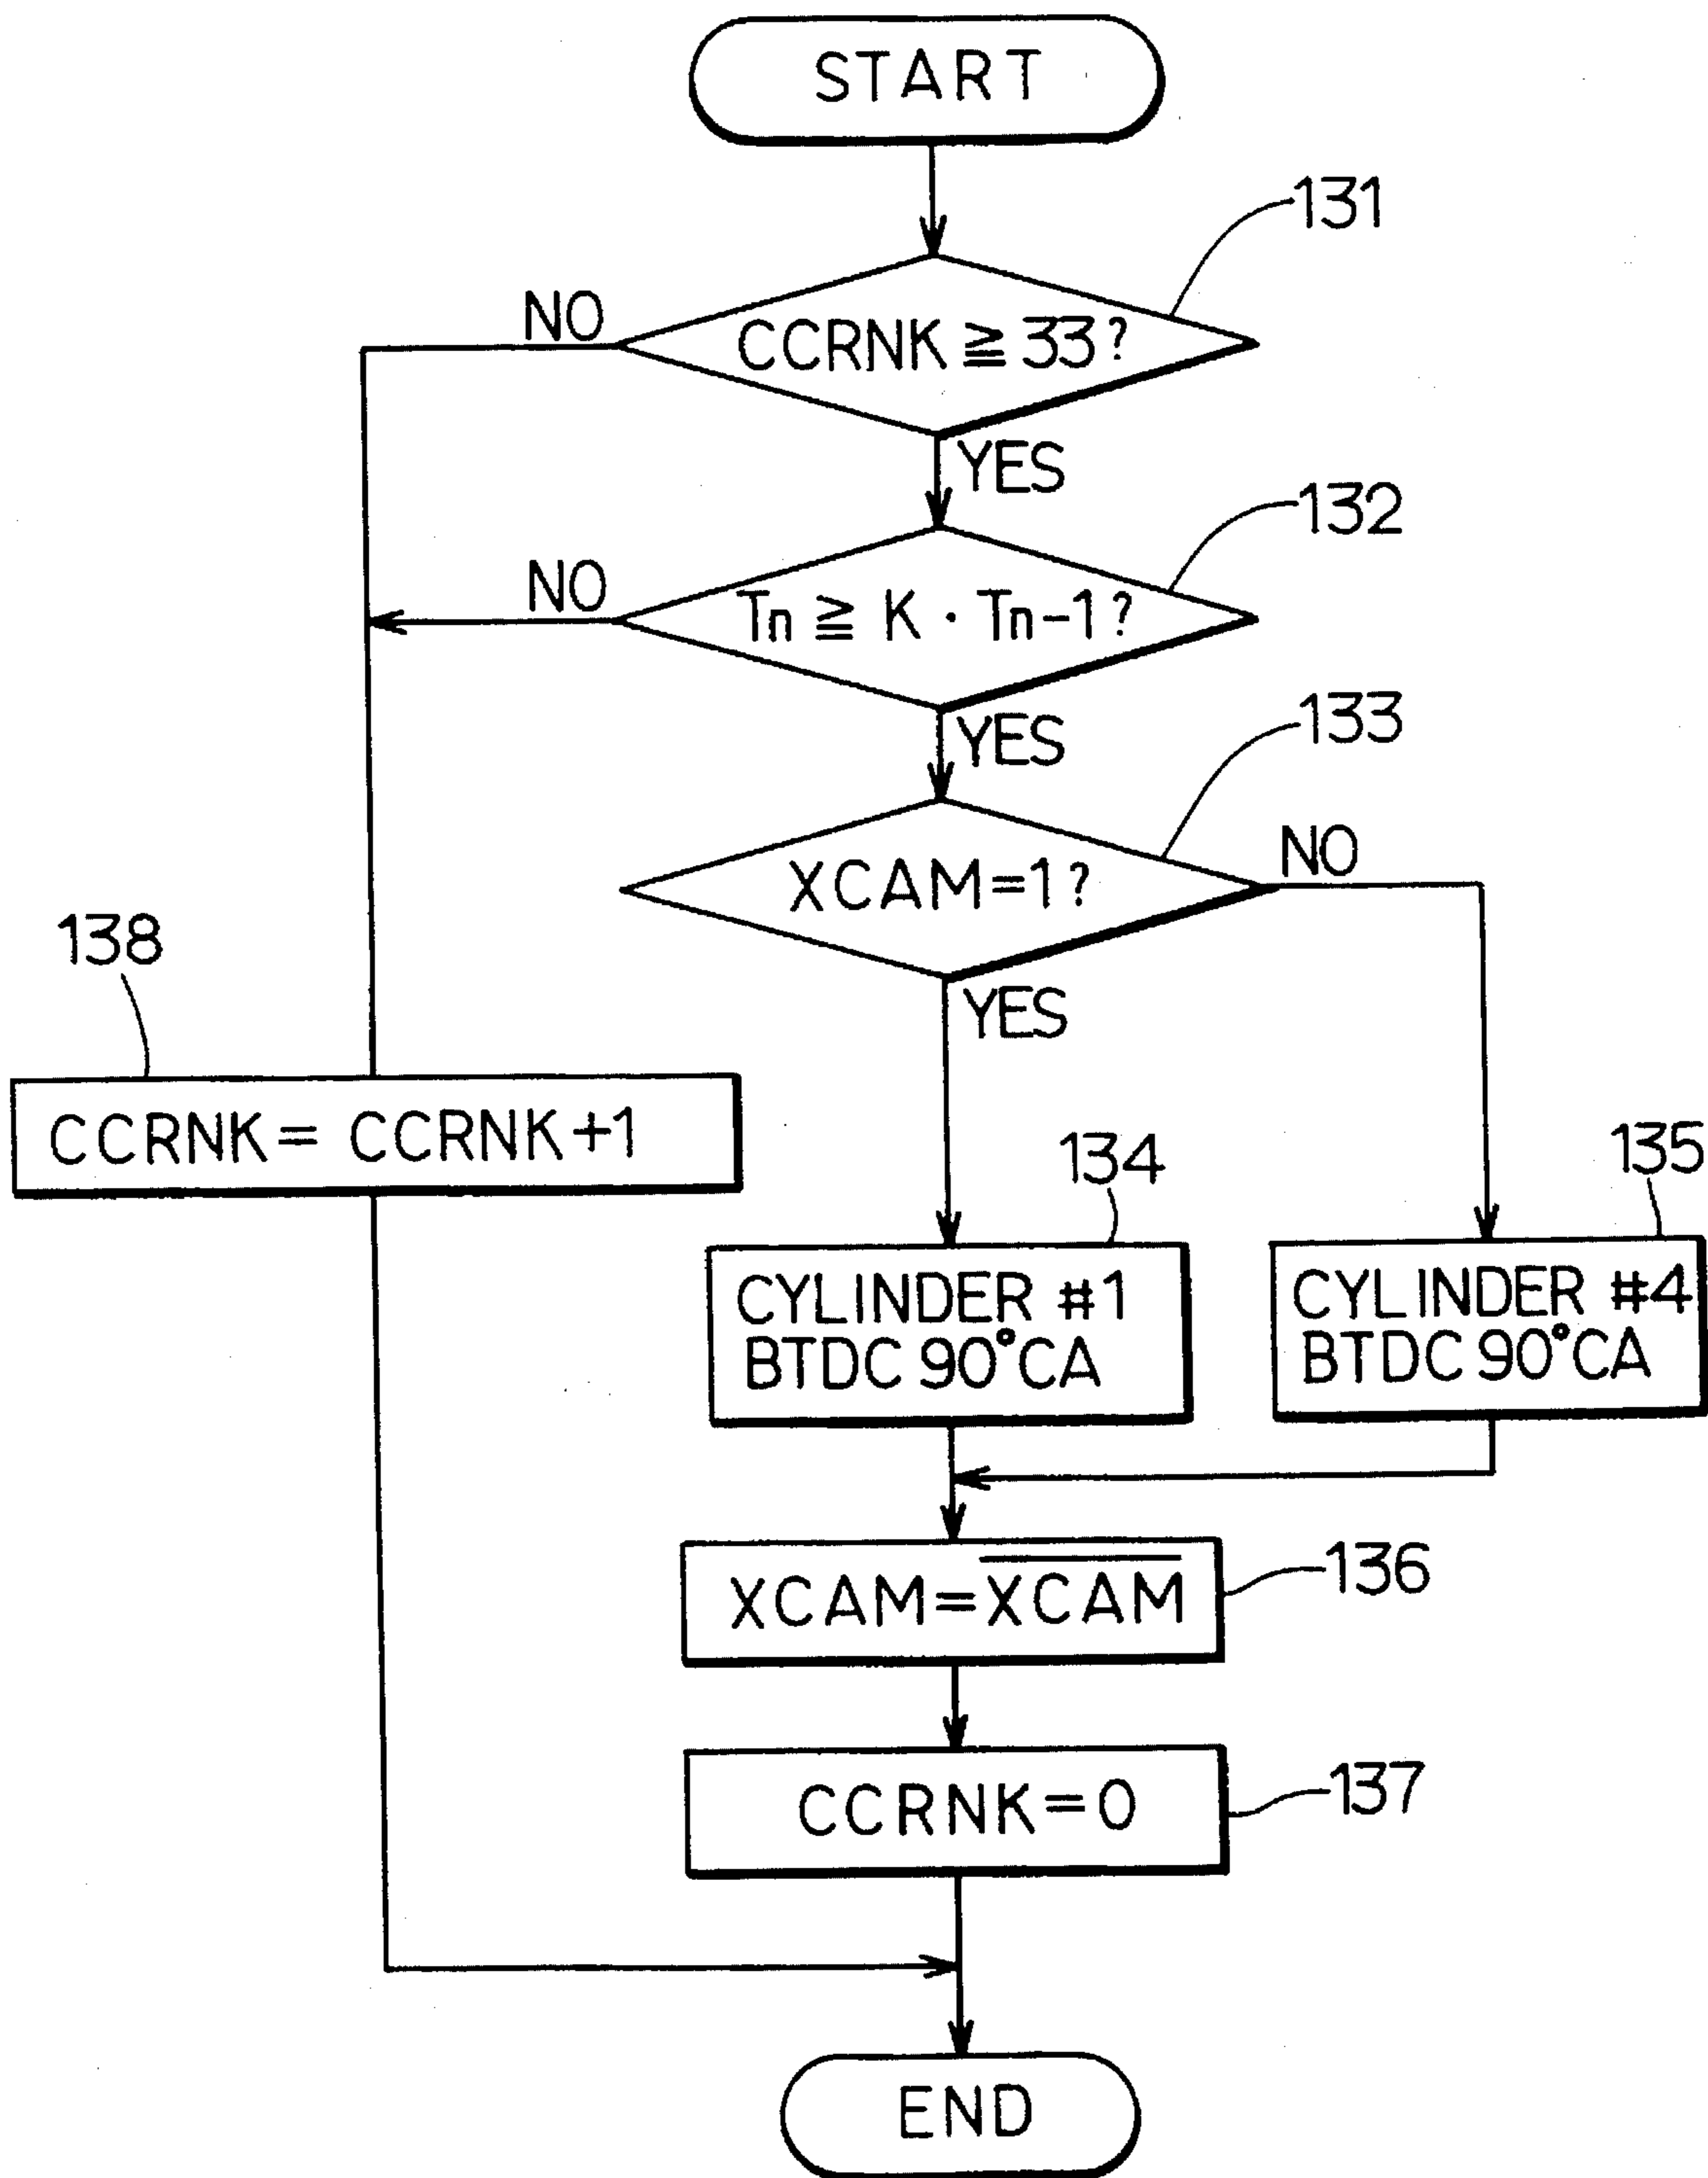 START
131
NO
CCRNK ≧ 33?
YES
132
NO
Tn ≧ K · Tn-1?
YES
133
XCAM=1?
NO
138
YES
CCRNK = CCRNK+1
134
135
CYLINDER #1
BTDC 90°CA
CYLINDER #4
BTDC 90°CA
XCAM=X̅C̅A̅M̅
136
CCRNK=0
137
END